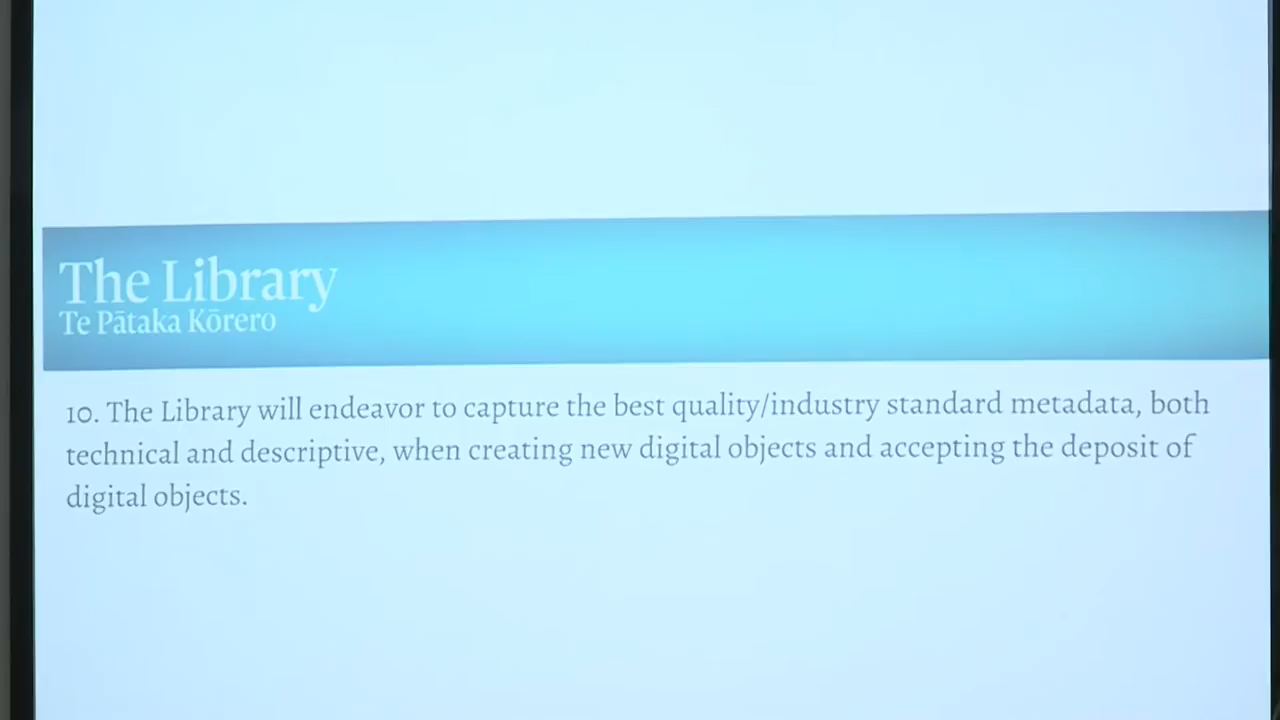 The Library
Te Pātaka Kōrero
10. The Library will endeavor to capture the best quality/industry standard metadata, both
technical and descriptive, when creating new digital objects and accepting the deposit of
digital objects.